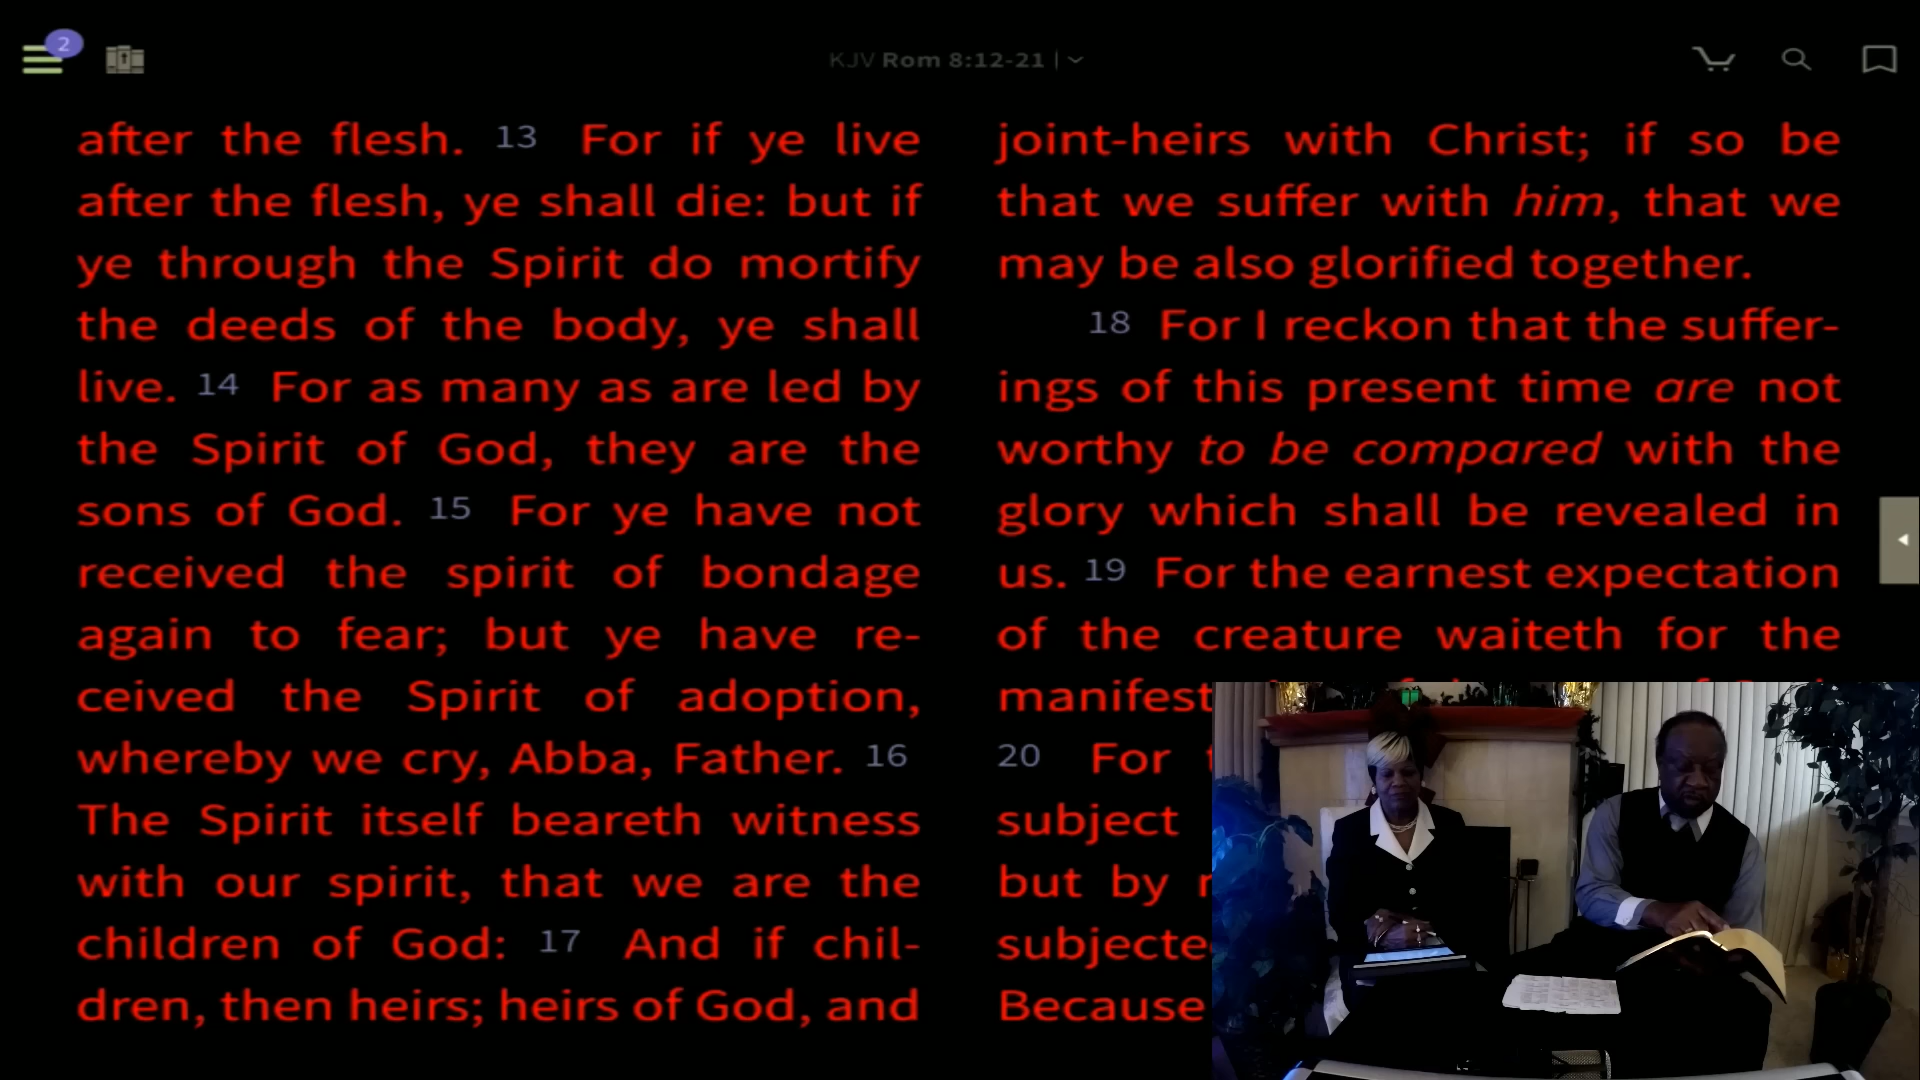 2
KJV Rom 8:12-21
after the flesh. 13 For if ye live
after the flesh, ye shall die: but if
ye through the Spirit do mortify
the deeds of the body, ye shall
live. 14 For as many as are led by
the Spirit of God, they are the
sons of God. 15 For ye have not
received the spirit of bondage
again to fear; but ye have re-
ceived the Spirit of adoption,
whereby we cry, Abba, Father. 16
The Spirit itself beareth witness
with our spirit, that we are the
children of God: 17 And if chil-
dren, then heirs; heirs of God, and
joint-heirs with Christ; if so be
that we suffer with him, that we
may be also glorified together.
18 For I reckon that the suffer-
ings of this present time are not
worthy to be compared with the
glory which shall be revealed in
us. 19 For the earnest expectation
of the creature waiteth for the
manifest
20 For
subject
but by
subjecte
Because